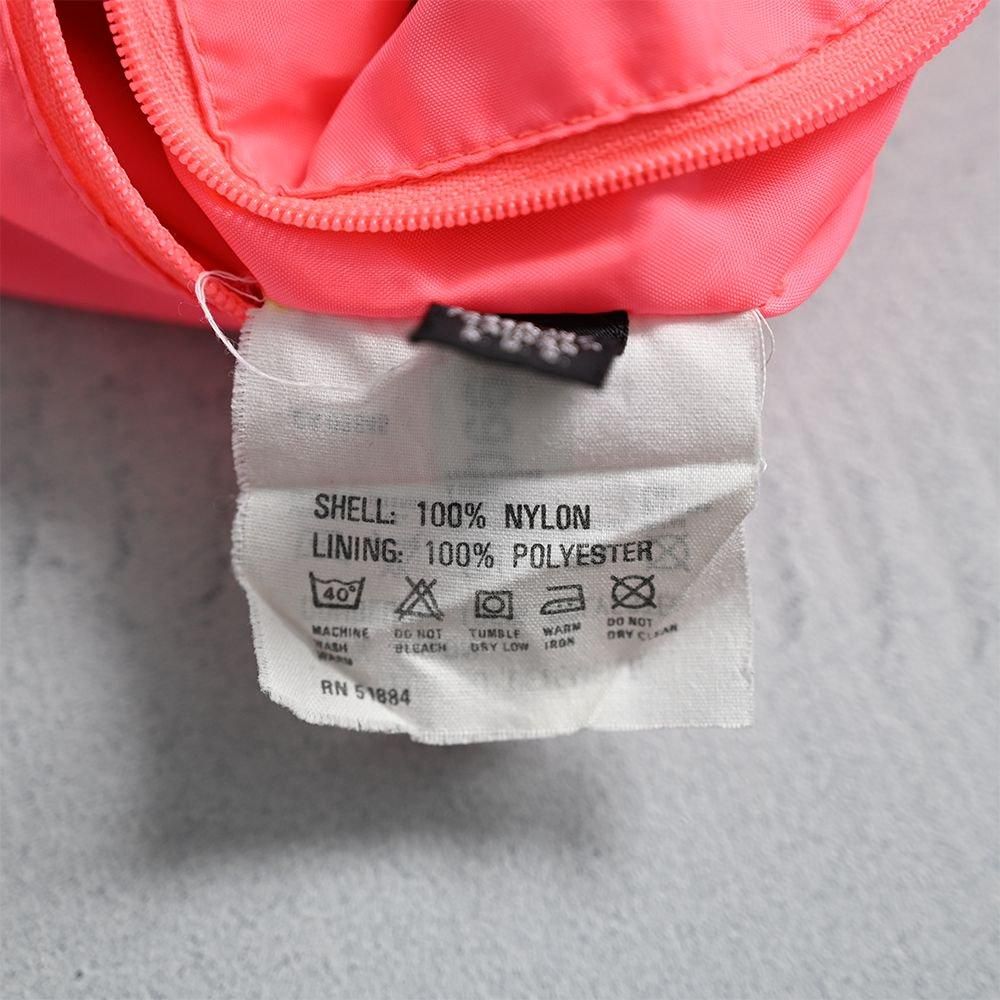 SHELL: 100% NYLON
LINING: 100% POLYESTER
40°
MACHINE WASH WARM
DO NOT BLEACH
TUMBLE DRY LOW
WARM IRON
DO NOT DRY CLEAN
RN 51884